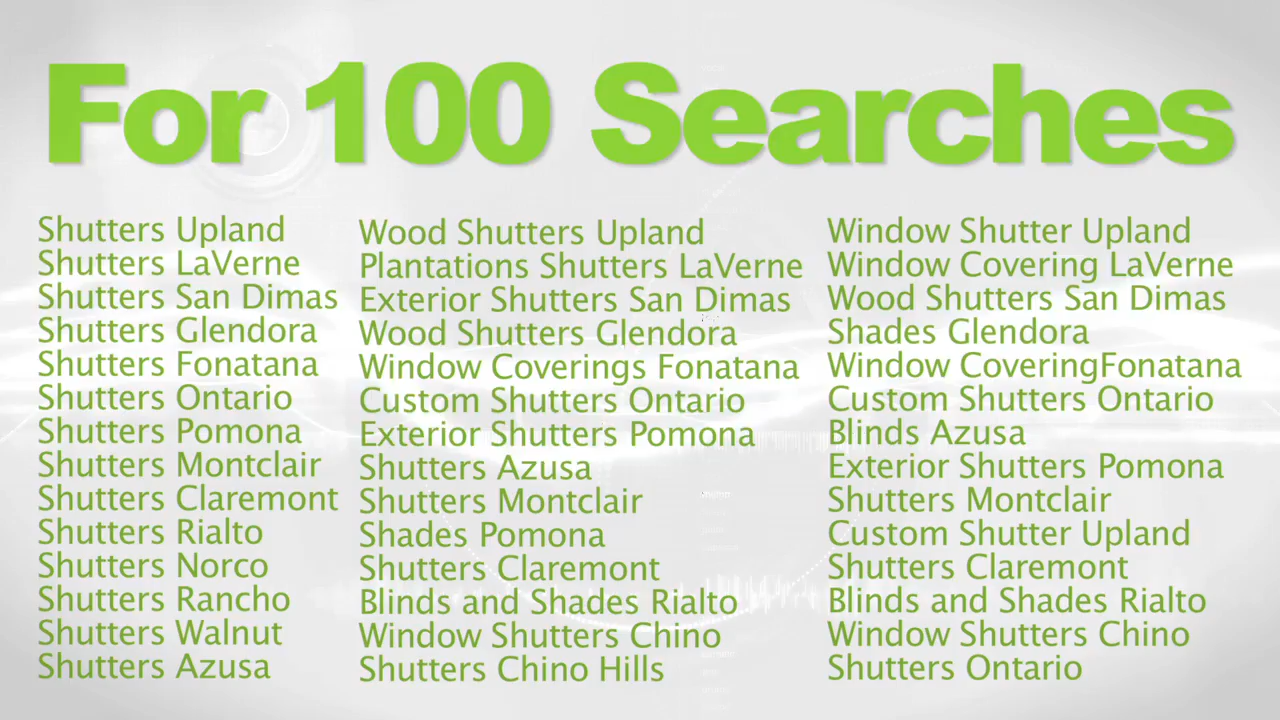 For 100 Searches
Shutters Upland
Shutters LaVerne
Shutters San Dimas
Shutters Glendora
Shutters Fonatana
Shutters Ontario
Shutters Pomona
Shutters Montclair
Shutters Claremont
Shutters Rialto
Shutters Norco
Shutters Rancho
Shutters Walnut
Shutters Azusa
Wood Shutters Upland
Plantations Shutters LaVerne
Exterior Shutters San Dimas
Wood Shutters Glendora
Window Coverings Fonatana
Custom Shutters Ontario
Exterior Shutters Pomona
Shutters Azusa
Shutters Montclair
Shades Pomona
Shutters Claremont
Blinds and Shades Rialto
Window Shutters Chino
Shutters Chino Hills
Window Shutter Upland
Window Covering LaVerne
Wood Shutters San Dimas
Shades Glendora
Window CoveringFonatana
Custom Shutters Ontario
Blinds Azusa
Exterior Shutters Pomona
Shutters Montclair
Custom Shutter Upland
Shutters Claremont
Blinds and Shades Rialto
Window Shutters Chino
Shutters Ontario